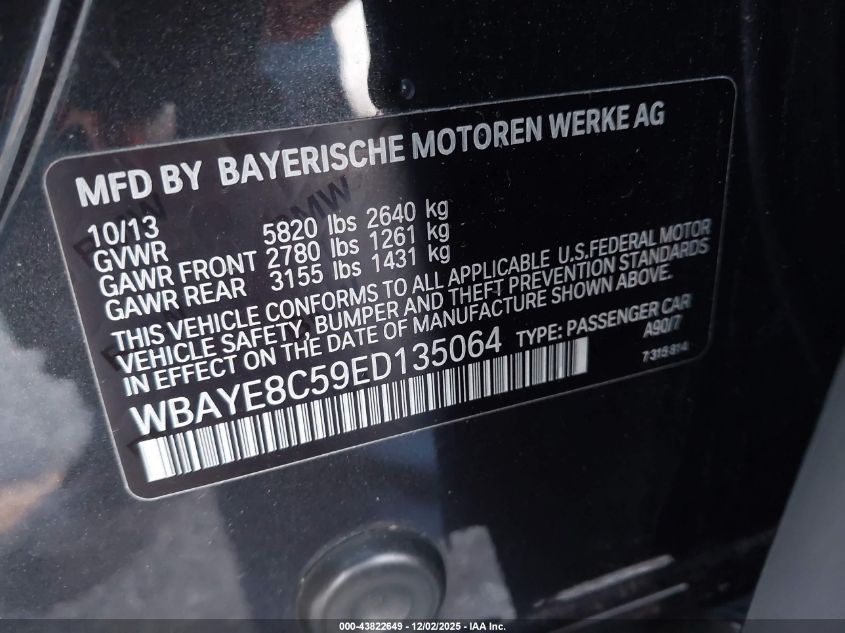 MFD BY BAYERISCHE MOTOREN WERKE AG
10/13
GVWR 5820 lbs 2640 kg
GAWR FRONT 2780 lbs 1261 kg
GAWR REAR 3155 lbs 1431 kg
THIS VEHICLE CONFORMS TO ALL APPLICABLE U.S.FEDERAL MOTOR
VEHICLE SAFETY, BUMPER AND THEFT PREVENTION STANDARDS
IN EFFECT ON THE DATE OF MANUFACTURE SHOWN ABOVE.
WBAYE8C59ED135064 TYPE: PASSENGER CAR
A90/7
7 315 814
000-43822649 - 12/02/2025 - IAA Inc.